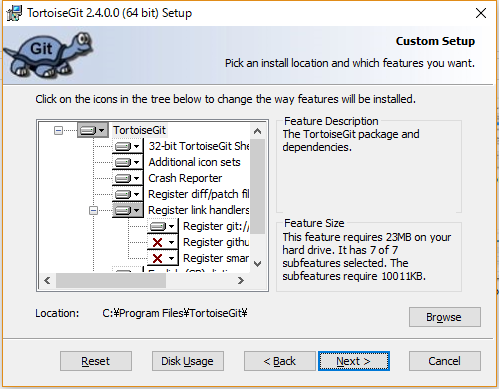 TortoiseGit 2.4.0.0 (64 bit) Setup
Git
Custom Setup
Pick an install location and which features you want.
Click on the icons in the tree below to change the way features will be installed.
TortoiseGit
32-bit TortoiseGit She
Additional icon sets
Crash Reporter
Register diff/patch fil
Register link handlers
Register git://
Register githu
Register smar
Feature Description
The TortoiseGit package and
dependencies.
Feature Size
This feature requires 23MB on your
hard drive. It has 7 of 7
subfeatures selected. The
subfeatures require 10011KB.
Location: C:¥Program Files¥TortoiseGit¥
Browse
Reset Disk Usage < Back Next > Cancel